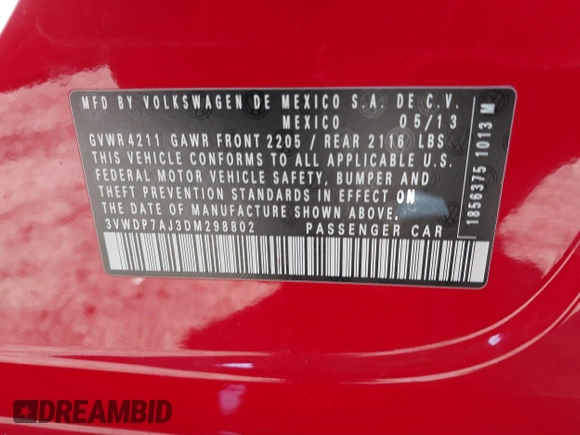 MFD BY VOLKSWAGEN DE MEXICO S.A. DE C.V.
MEXICO 05/13
GVWR 4211 GAWR FRONT 2205 / REAR 2116 LBS
THIS VEHICLE CONFORMS TO ALL APPLICABLE U.S.
FEDERAL MOTOR VEHICLE SAFETY, BUMPER AND
THEFT PREVENTION STANDARDS IN EFFECT ON
THE DATE OF MANUFACTURE SHOWN ABOVE.
3VWDP7AJ3DM298802 PASSENGER CAR
1856375 1013 M
DREAMBID